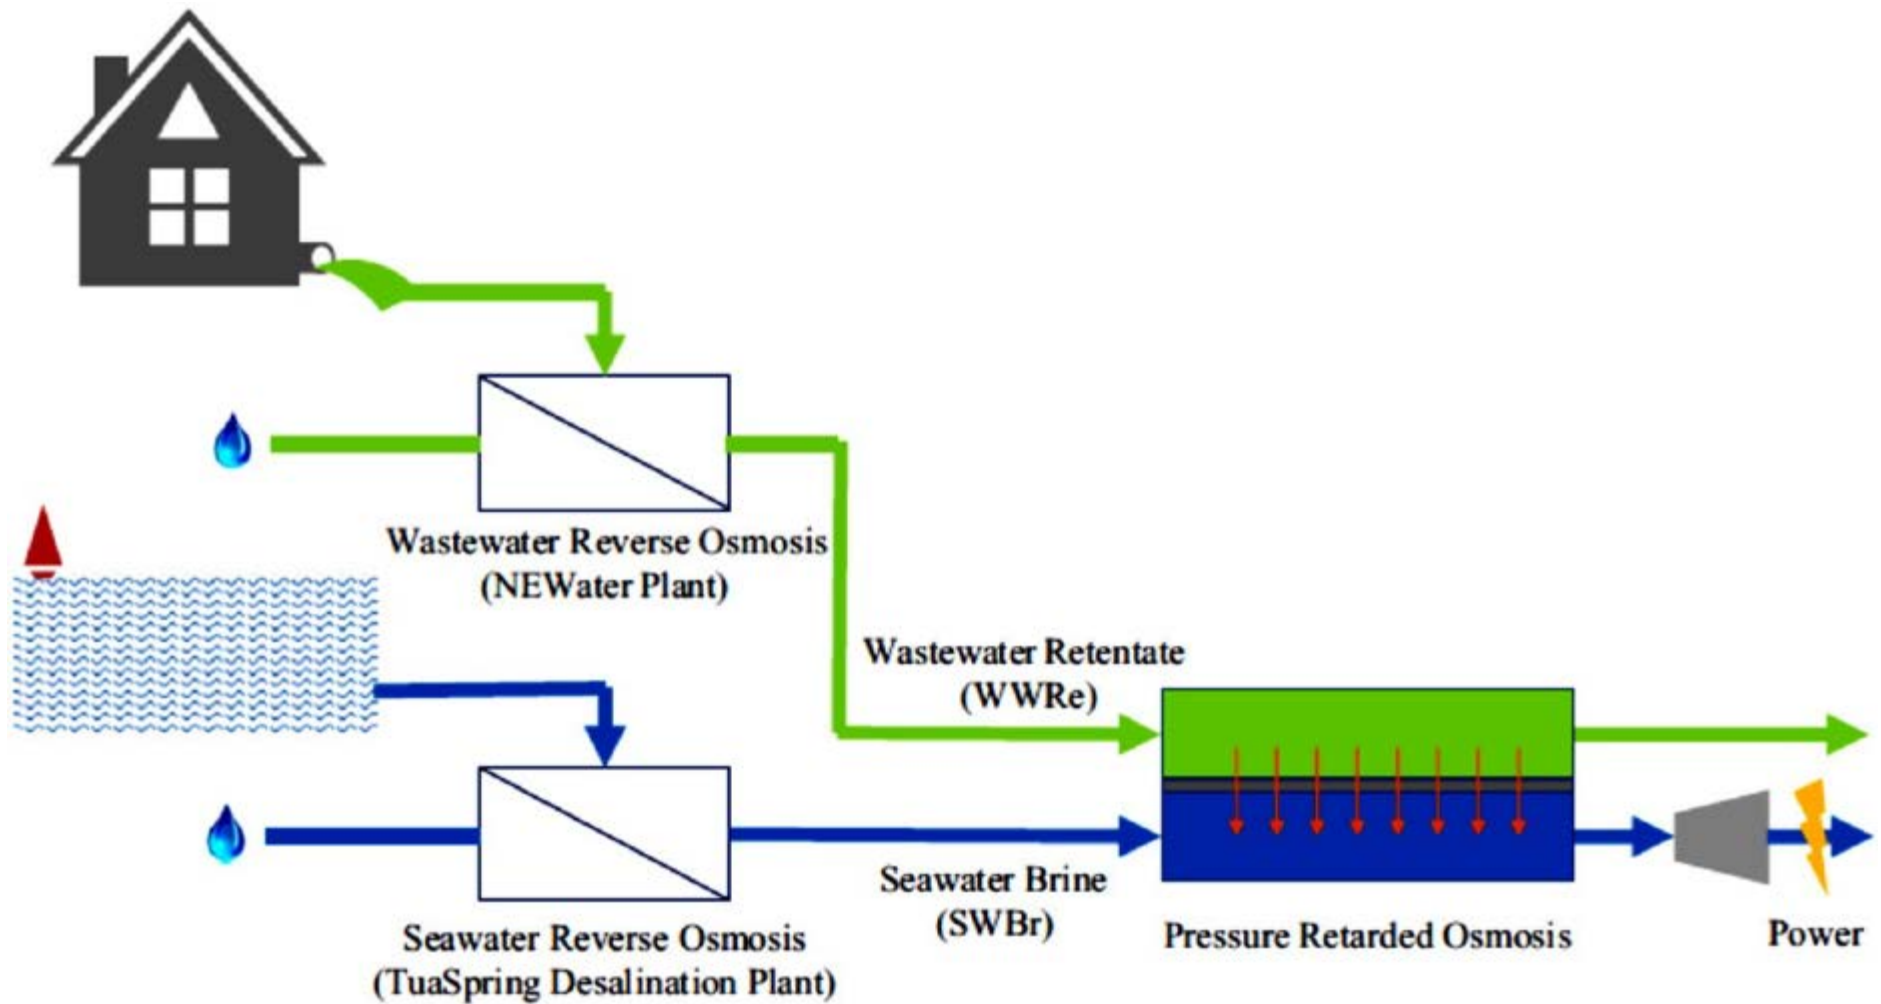 Wastewater Reverse Osmosis
(NEWater Plant)
Wastewater Retentate
(WWRe)
Seawater Brine
(SWBr)
Seawater Reverse Osmosis
(TuaSpring Desalination Plant)
Pressure Retarded Osmosis
Power